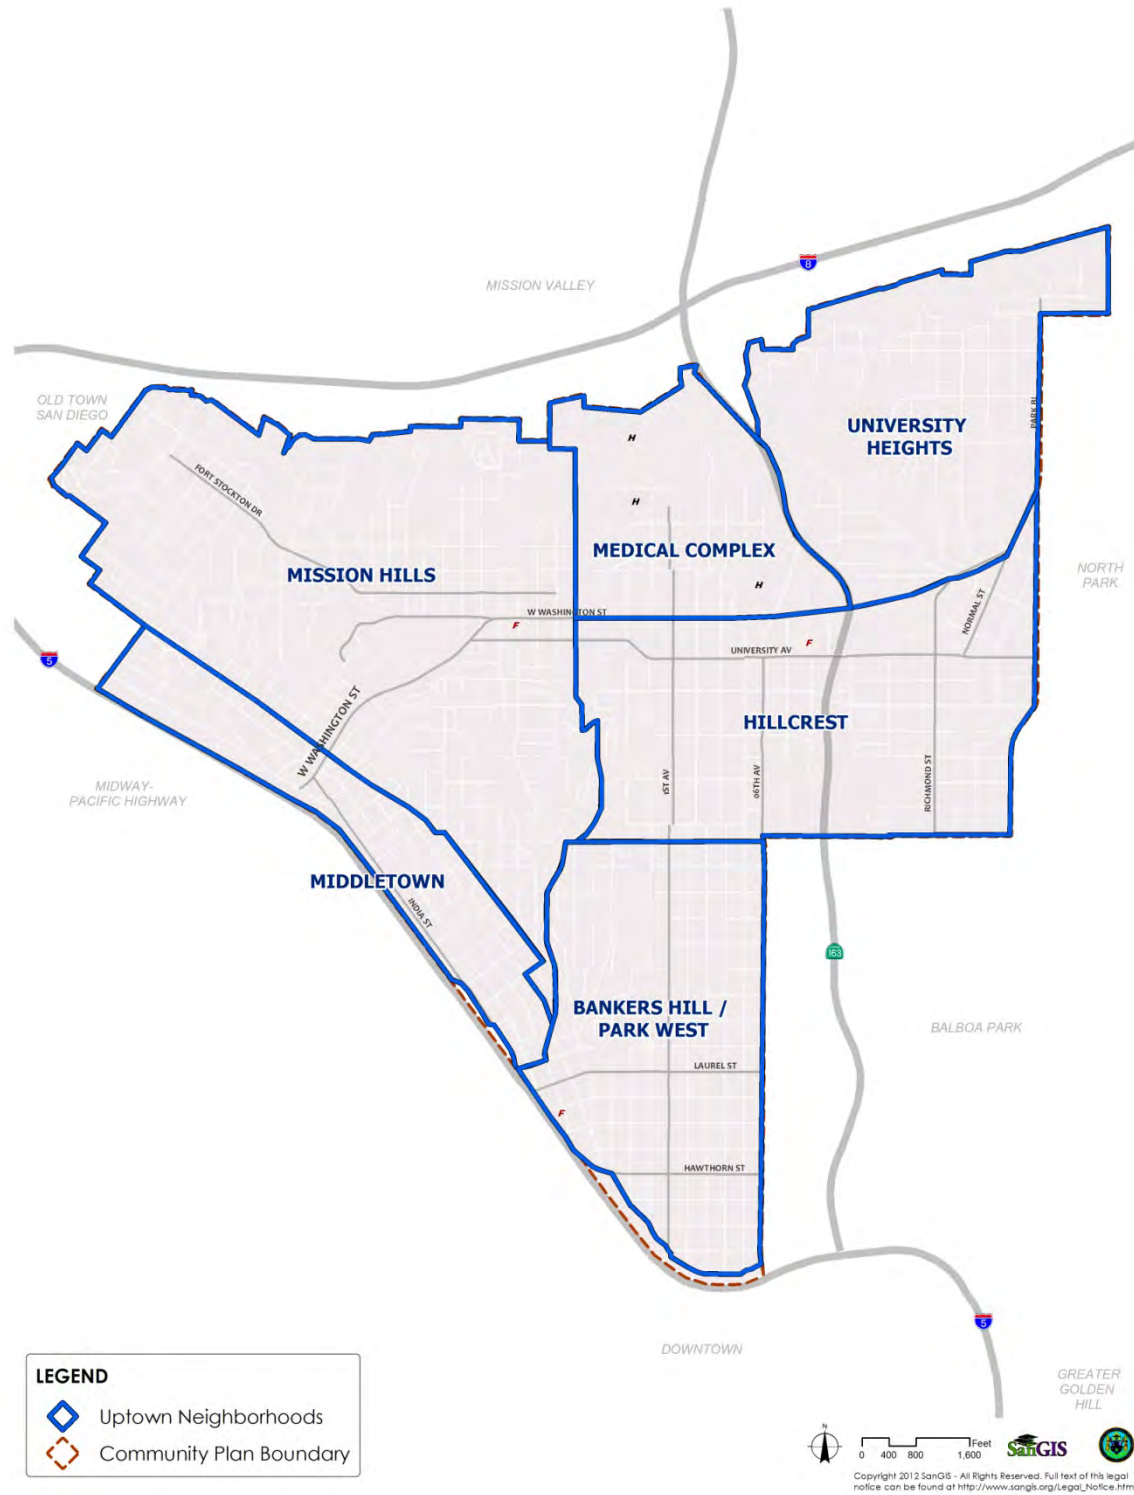 8
MISSION VALLEY
OLD TOWN
SAN DIEGO
UNIVERSITY
HEIGHTS
PARK BL
H
FORT STOCKTON DR
H
MEDICAL COMPLEX
MISSION HILLS
NORTH
PARK
H
W WASHINGTON ST
NORMAL ST
F
F
UNIVERSITY AV
5
W WASHINGTON ST
HILLCREST
1ST AV
06TH AV
RICHMOND ST
MIDWAY-
PACIFIC HIGHWAY
MIDDLETOWN
INDIA ST
163
BANKERS HILL /
PARK WEST
BALBOA PARK
LAUREL ST
F
HAWTHORN ST
5
DOWNTOWN
GREATER
GOLDEN
HILL
LEGEND
Uptown Neighborhoods
Community Plan Boundary
N
Feet
0 400 800 1,600
SanGIS
Copyright 2012 SanGIS - All Rights Reserved. Full text of this legal
notice can be found at http://www.sangis.org/Legal_Notice.htm